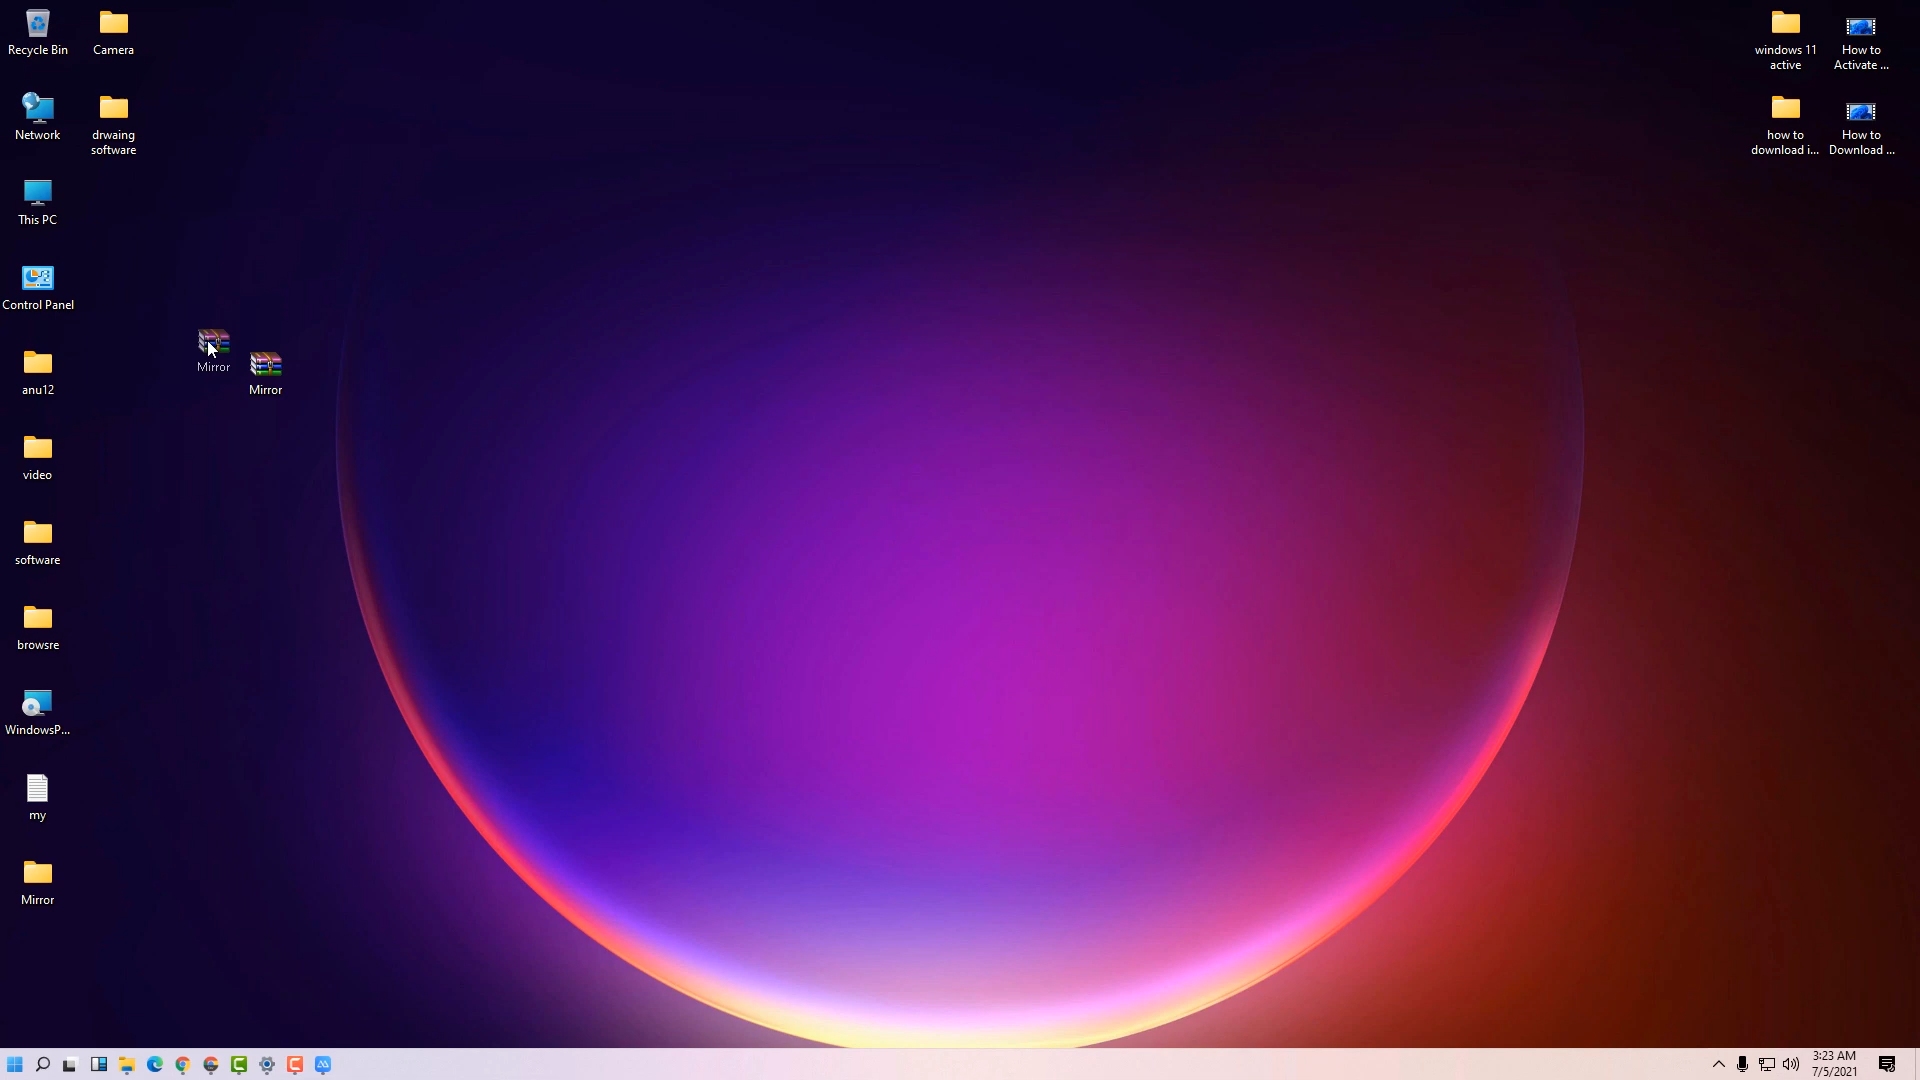 Recycle Bin
Camera
Network
drwaing
software
This PC
Control Panel
Mirror
Mirror
anu12
video
software
browsre
WindowsP...
my
Mirror
windows 11
active
How to
Activate ...
how to
download i...
How to
Download ...
3:23 AM
7/5/2021